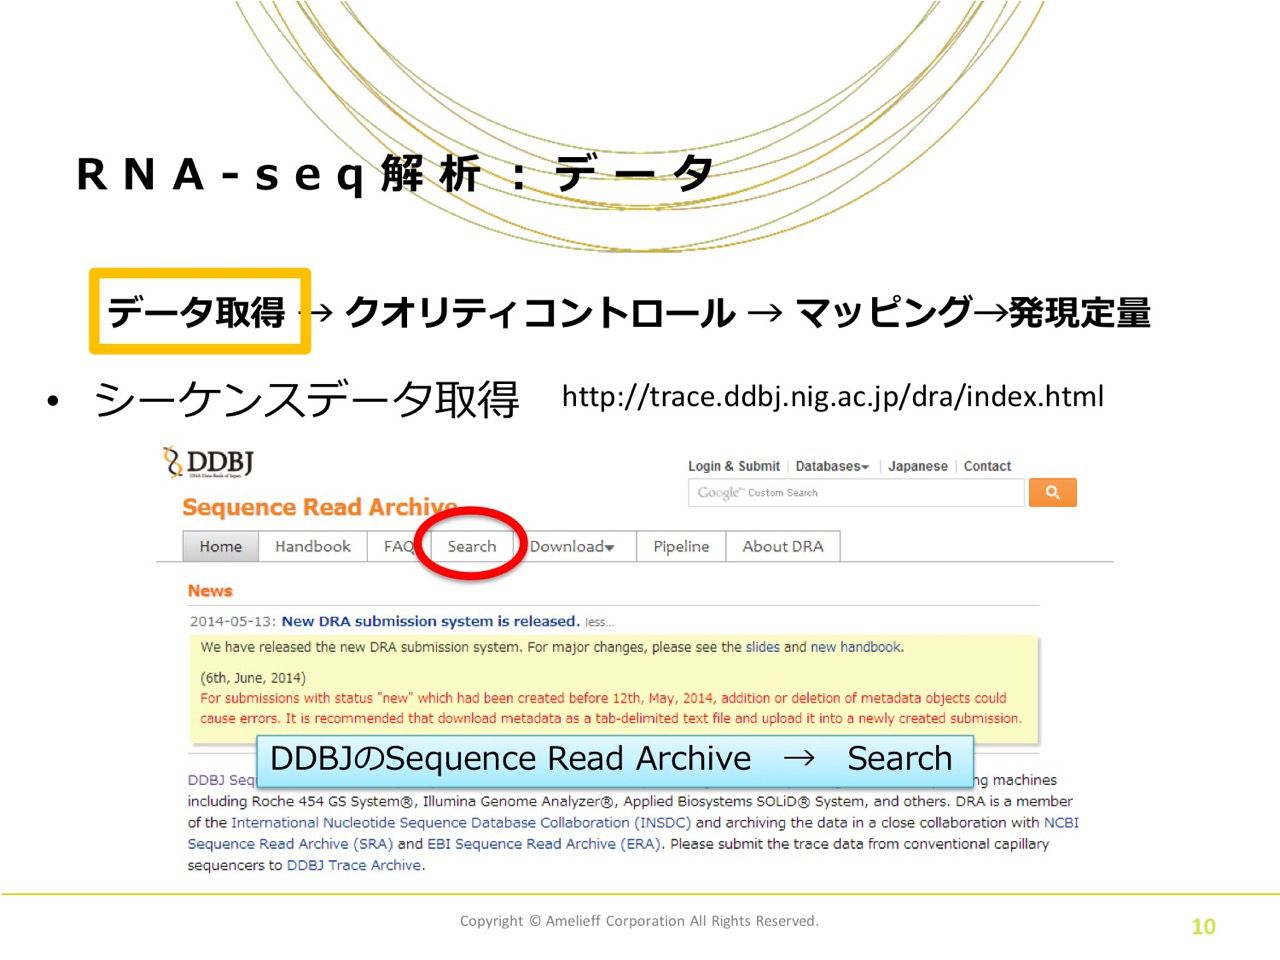 RNA-seq解析：データ
データ取得 → クオリティコントロール → マッピング→発現定量
• シーケンスデータ取得 http://trace.ddbj.nig.ac.jp/dra/index.html
DDBJ
DNA Data Bank of Japan
Login & Submit Databases Japanese Contact
Google™ Custom Search
Sequence Read Archive
Home Handbook FAQ Search Download Pipeline About DRA
News
2014-05-13: New DRA submission system is released. less...
We have released the new DRA submission system. For major changes, please see the slides and new handbook.
(6th, June, 2014)
For submissions with status "new" which had been created before 12th, May, 2014, addition or deletion of metadata objects could
cause errors. It is recommended that download metadata as a tab-delimited text file and upload it into a newly created submission.
DDBJのSequence Read Archive → Search
DDBJ Seq ng machines
including Roche 454 GS System®, Illumina Genome Analyzer®, Applied Biosystems SOLiD® System, and others. DRA is a member
of the International Nucleotide Sequence Database Collaboration (INSDC) and archiving the data in a close collaboration with NCBI
Sequence Read Archive (SRA) and EBI Sequence Read Archive (ERA). Please submit the trace data from conventional capillary
sequencers to DDBJ Trace Archive.
Copyright © Amelieff Corporation All Rights Reserved.
10